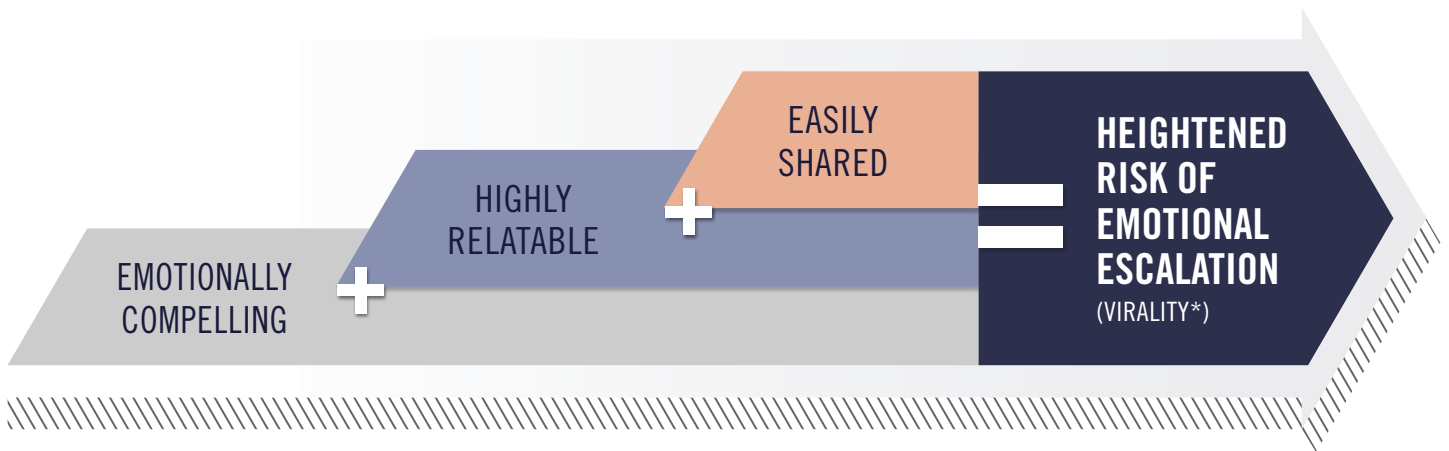 EMOTIONALLY
COMPELLING
+
HIGHLY
RELATABLE
+
EASILY
SHARED
=
HEIGHTENED
RISK OF
EMOTIONAL
ESCALATION
(VIRALITY*)